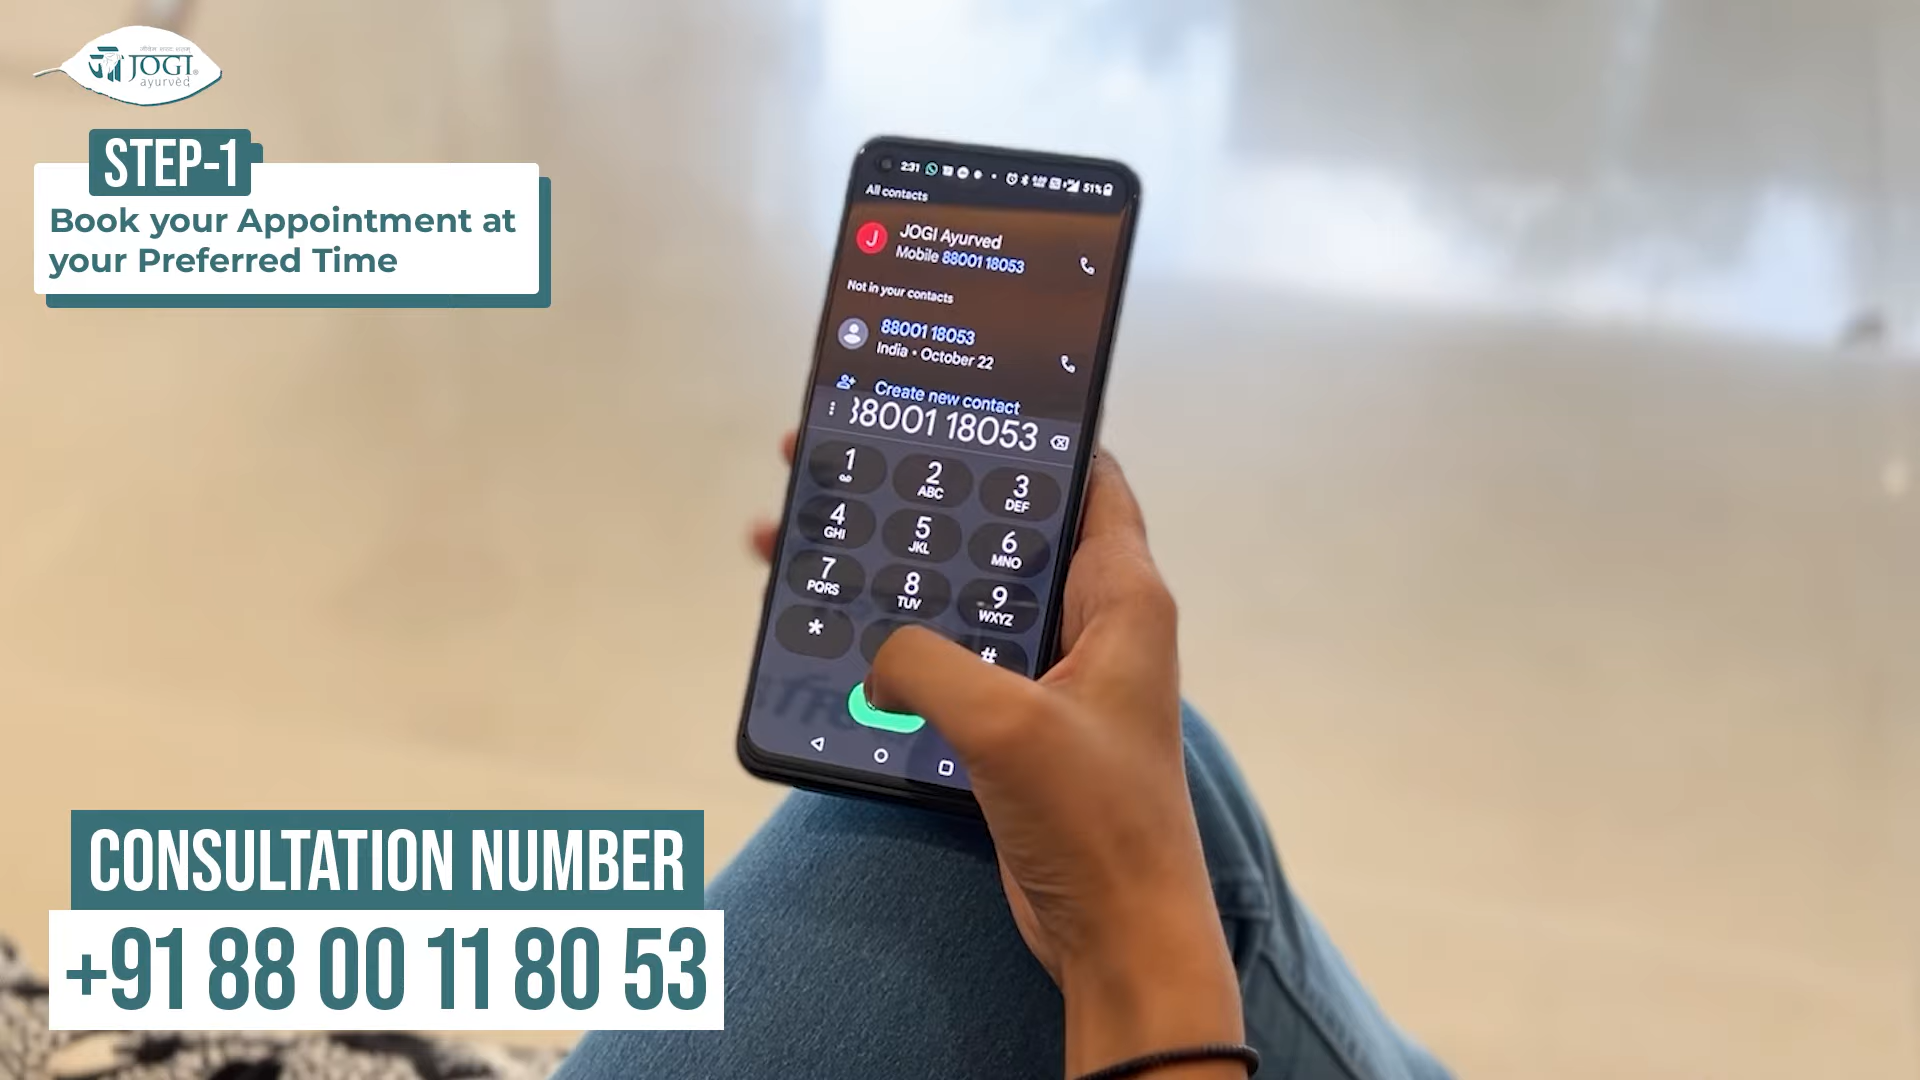 JOGI
ayurvēd
STEP-1
Book your Appointment at
your Preferred Time
2:31
51%
All contacts
J
JOGI Ayurved
Mobile 88001 18053
Not in your contacts
88001 18053
India • October 22
Create new contact
88001 18053
1
2 ABC
3 DEF
4 GHI
5 JKL
6 MNO
7 PQRS
8 TUV
9 WXYZ
*
#
CONSULTATION NUMBER
+91 88 00 11 80 53